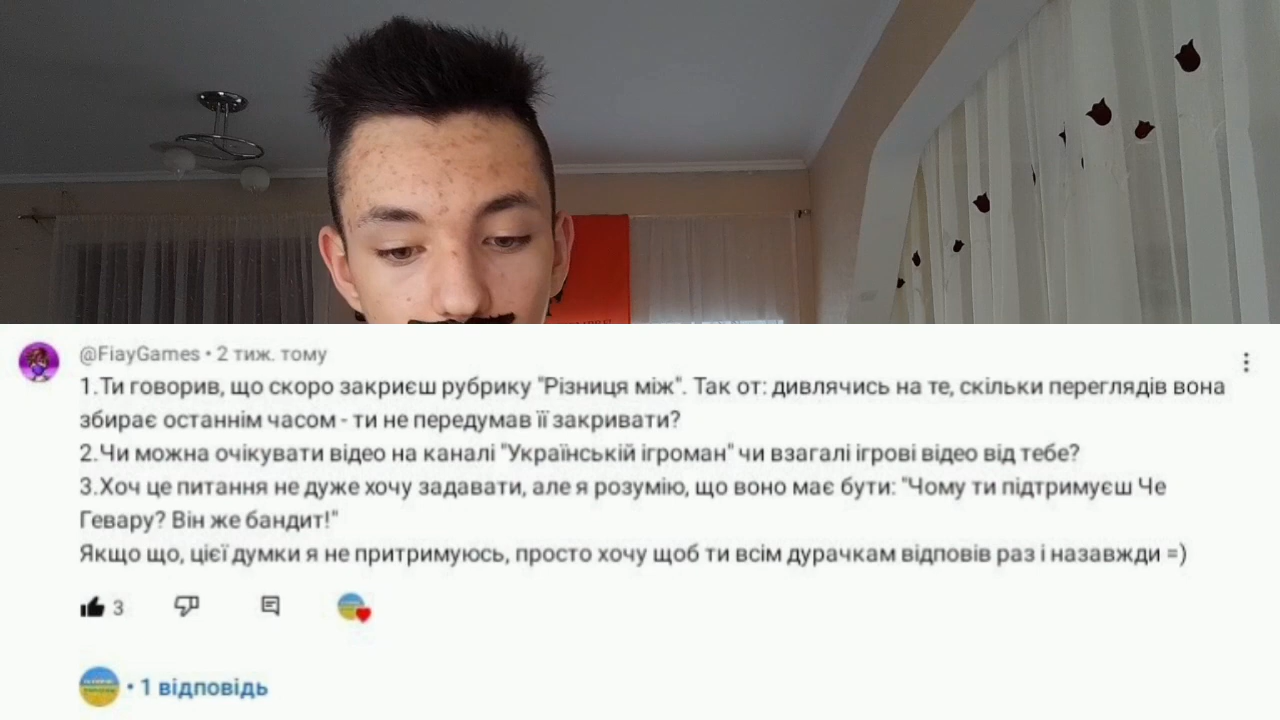 @FiayGames • 2 тиж. тому
1.Ти говорив, що скоро закриєш рубрику "Різниця між". Так от: дивлячись на те, скільки переглядів вона
збирає останнім часом - ти не передумав її закривати?
2.Чи можна очікувати відео на каналі "Українській ігроман" чи взагалі ігрові відео від тебе?
3.Хоч це питання не дуже хочу задавати, але я розумію, що воно має бути: "Чому ти підтримуєш Че
Гевару? Він же бандит!"
Якщо що, цієї думки я не притримуюсь, просто хочу щоб ти всім дурачкам відповів раз і назавжди =)
3
• 1 відповідь